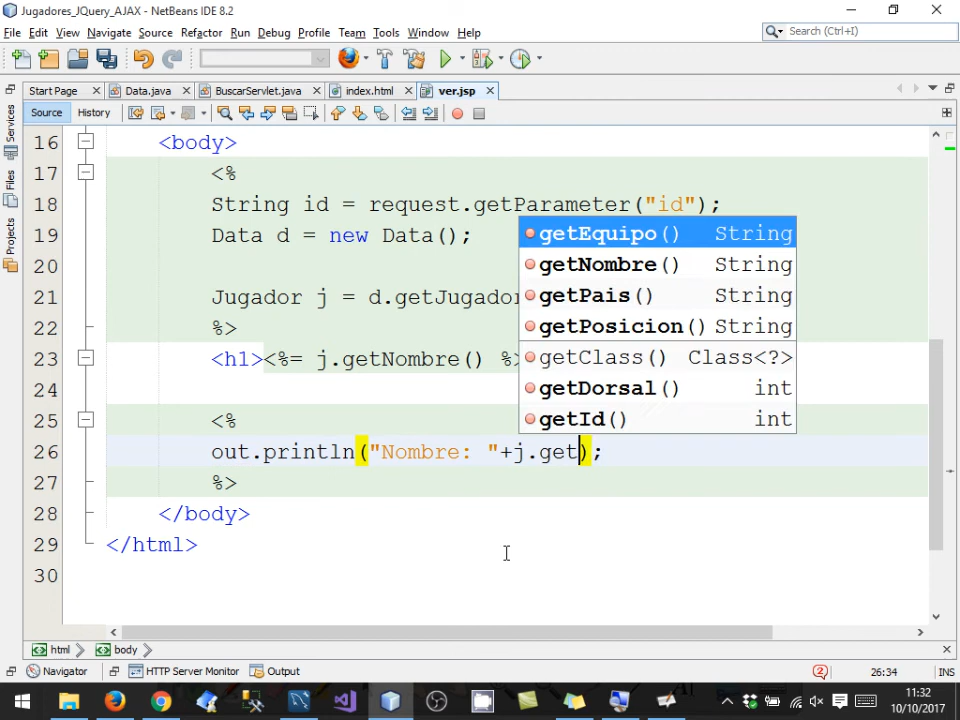 Jugadores_JQuery_AJAX - NetBeans IDE 8.2
File Edit View Navigate Source Refactor Run Debug Profile Team Tools Window Help
Search (Ctrl+I)
Start Page Data.java BuscarServlet.java index.html ver.jsp
Source History
Services
Files
Projects
16 <body>
17 <%
18 String id = request.getParameter("id");
19 Data d = new Data();
20
21 Jugador j = d.getJugador
22 %>
23 <h1><%= j.getNombre() %>
24
25 <%
26 out.println("Nombre: "+j.get);
27 %>
28 </body>
29 </html>
30
getEquipo() String
getNombre() String
getPais() String
getPosicion() String
getClass() Class<?>
getDorsal() int
getId() int
html body
Navigator HTTP Server Monitor Output 26:34 INS
11:32
10/10/2017